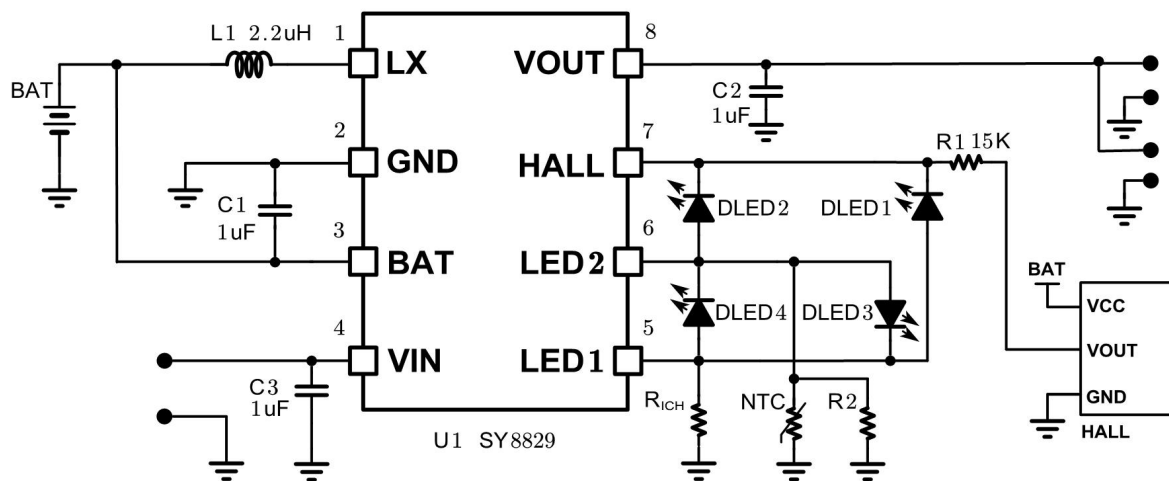 L1 2.2uH
BAT
1
LX
2
GND
C1
1uF
3
BAT
4
VIN
C3
1uF
8
VOUT
C2
1uF
7
HALL
R1 15K
DLED2
DLED1
6
LED2
DLED4
DLED3
5
LED1
RICH
NTC
R2
U1 SY8829
BAT
VCC
VOUT
GND
HALL